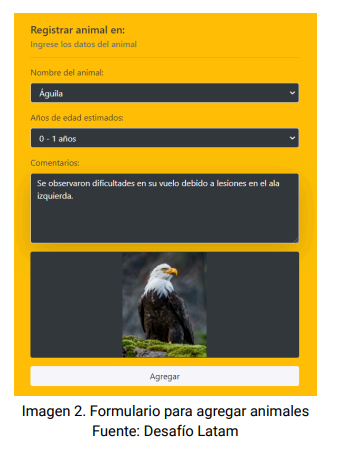 Registrar animal en:
Ingrese los datos del animal
Nombre del animal:
Águila
Años de edad estimados:
0 - 1 años
Comentarios:
Se observaron dificultades en su vuelo debido a lesiones en el ala
izquierda.
Agregar
Imagen 2. Formulario para agregar animales
Fuente: Desafío Latam